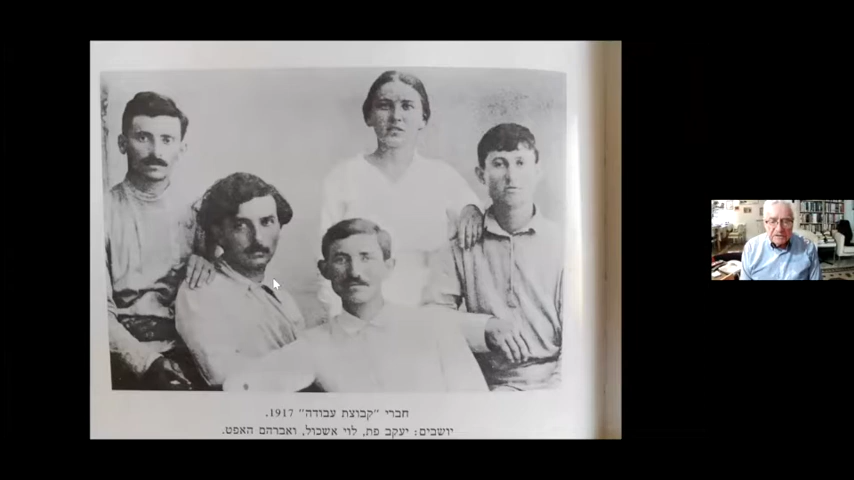 חברי "קבוצת עבודה" 1917.
יושבים: יעקב פת, לוי אשכול, ואברהם האפט.